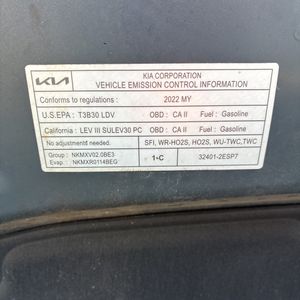 KIA
KIA CORPORATION
VEHICLE EMISSION CONTROL INFORMATION
Conforms to regulations : 2022 MY
U.S.EPA : T3B30 LDV OBD : CA II Fuel : Gasoline
California : LEV III SULEV30 PC OBD : CA II Fuel : Gasoline
No adjustments needed. SFI, WR-HO2S, HO2S, WU-TWC,TWC
Group : NKMXV02.0BE3 1-C 32401-2ESP7
Evap. : NKMXR0114BEG